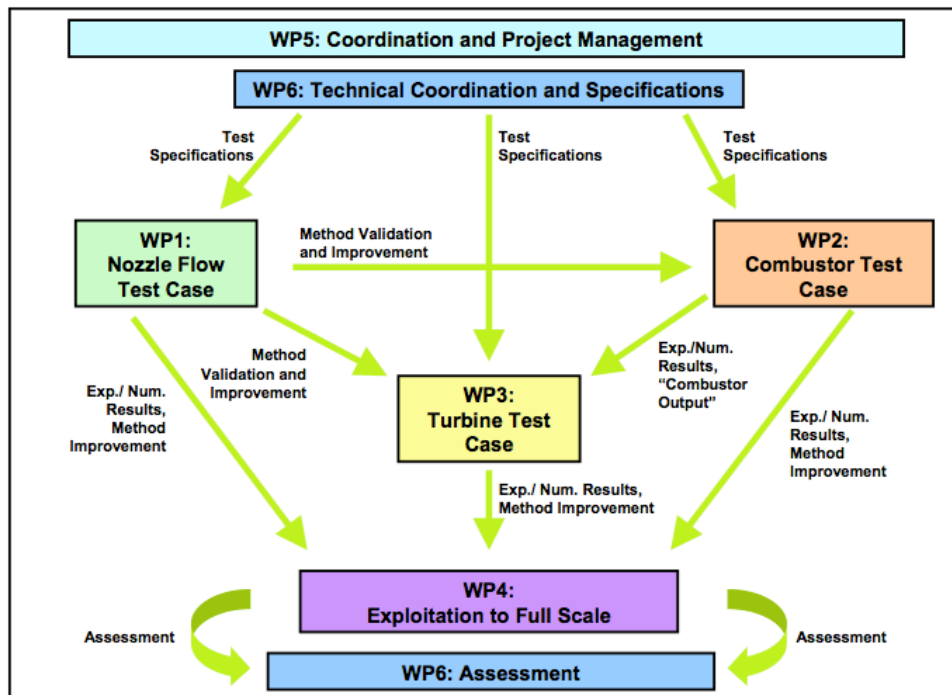 WP5: Coordination and Project Management
WP6: Technical Coordination and Specifications
Test
Specifications
Test
Specifications
Test
Specifications
WP1:
Nozzle Flow
Test Case
Method Validation
and Improvement
WP2:
Combustor Test
Case
Method
Validation and
Improvement
Exp./Num.
Results,
“Combustor
Output”
WP3:
Turbine Test
Case
Exp./ Num.
Results,
Method
Improvement
Exp./ Num.
Results,
Method
Improvement
Exp./ Num. Results,
Method Improvement
WP4:
Exploitation to Full Scale
Assessment
Assessment
WP6: Assessment